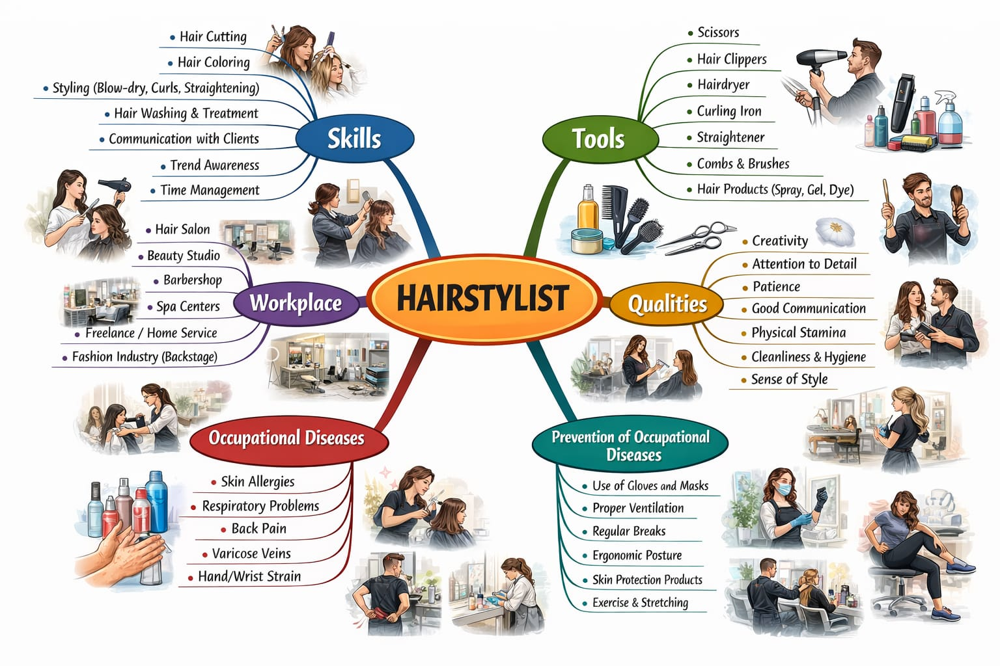 HAIRSTYLIST
Skills
• Hair Cutting
• Hair Coloring
• Styling (Blow-dry, Curls, Straightening)
• Hair Washing & Treatment
• Communication with Clients
• Trend Awareness
• Time Management
Tools
• Scissors
• Hair Clippers
• Hairdryer
• Curling Iron
• Straightener
• Combs & Brushes
• Hair Products (Spray, Gel, Dye)
Workplace
• Hair Salon
• Beauty Studio
• Barbershop
• Spa Centers
• Freelance / Home Service
• Fashion Industry (Backstage)
Qualities
• Creativity
• Attention to Detail
• Patience
• Good Communication
• Physical Stamina
• Cleanliness & Hygiene
• Sense of Style
Occupational Diseases
• Skin Allergies
• Respiratory Problems
• Back Pain
• Varicose Veins
• Hand/Wrist Strain
Prevention of Occupational
Diseases
• Use of Gloves and Masks
• Proper Ventilation
• Regular Breaks
• Ergonomic Posture
• Skin Protection Products
• Exercise & Stretching